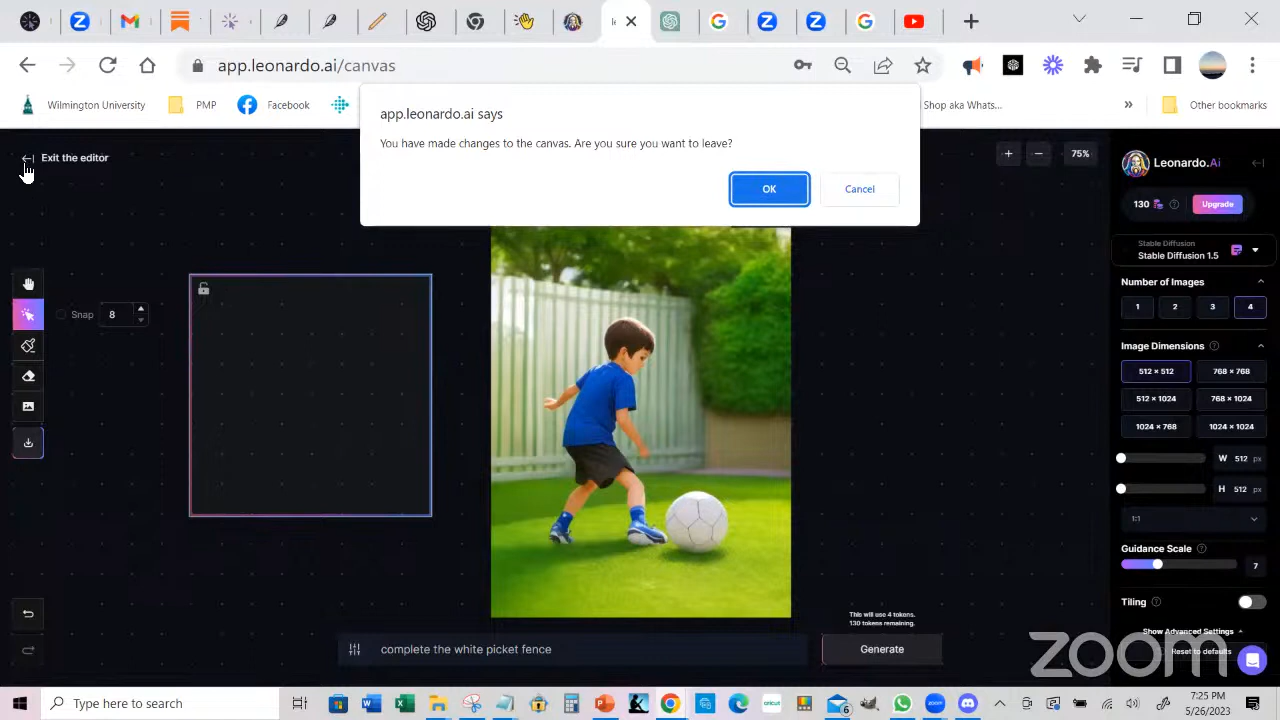 app.leonardo.ai/canvas
Wilmington University
PMP
Facebook
Shop aka Whats...
»
Other bookmarks
app.leonardo.ai says
You have made changes to the canvas. Are you sure you want to leave?
OK
Cancel
Exit the editor
75%
Leonardo.Ai
130
Upgrade
Stable Diffusion
Stable Diffusion 1.5
Number of Images
1 2 3 4
Snap 8
Image Dimensions
512 × 512 768 × 768
512 × 1024 768 × 1024
1024 × 768 1024 × 1024
W 512 px
H 512 px
1:1
Guidance Scale
7
Tiling
This will use 4 tokens.
130 tokens remaining.
Show Advanced Settings
complete the white picket fence
Generate
Reset to defaults
zoom
Type here to search
7:25 PM
5/26/2023